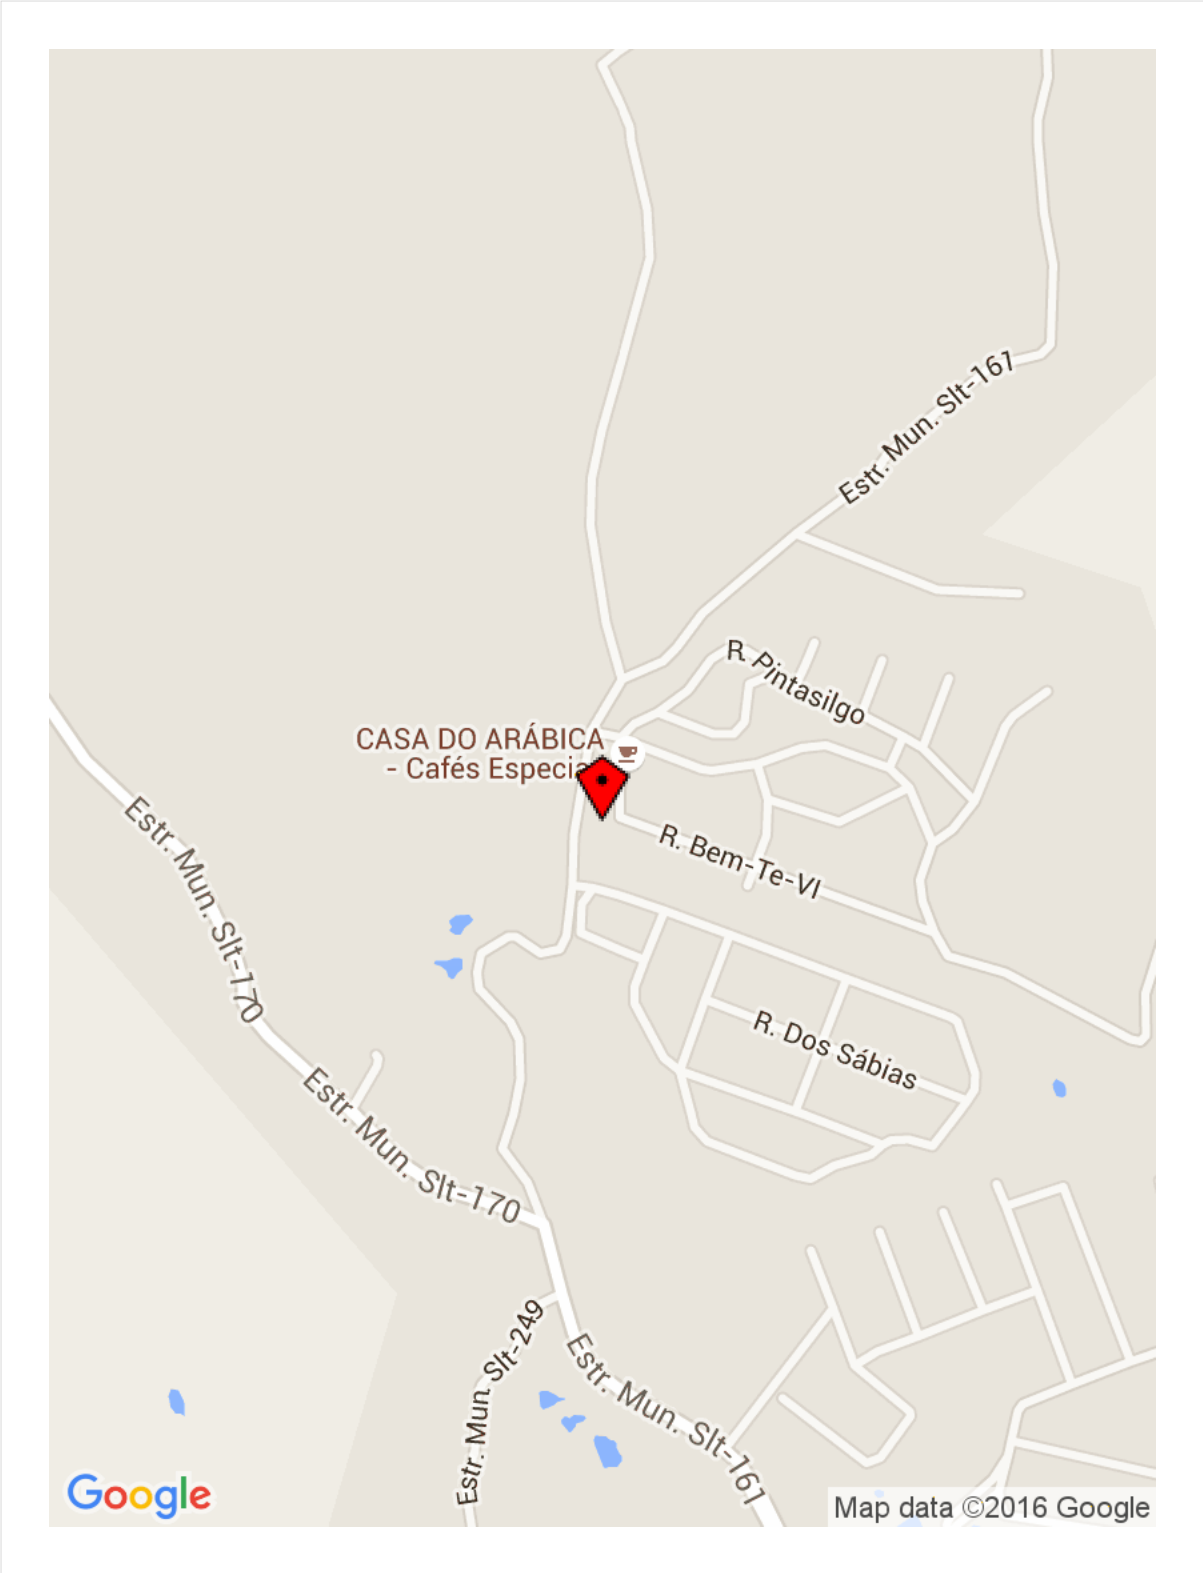 Estr. Mun. Slt-161
R. Pintasilgo
CASA DO ARÁBICA
- Cafés Especia
R. Bem-Te-VI
Estr. Mun. Slt-170
R. Dos Sábias
Estr. Mun. Slt-170
Estr. Mun. Slt-249
Estr. Mun. Slt-161
Google
Map data ©2016 Google